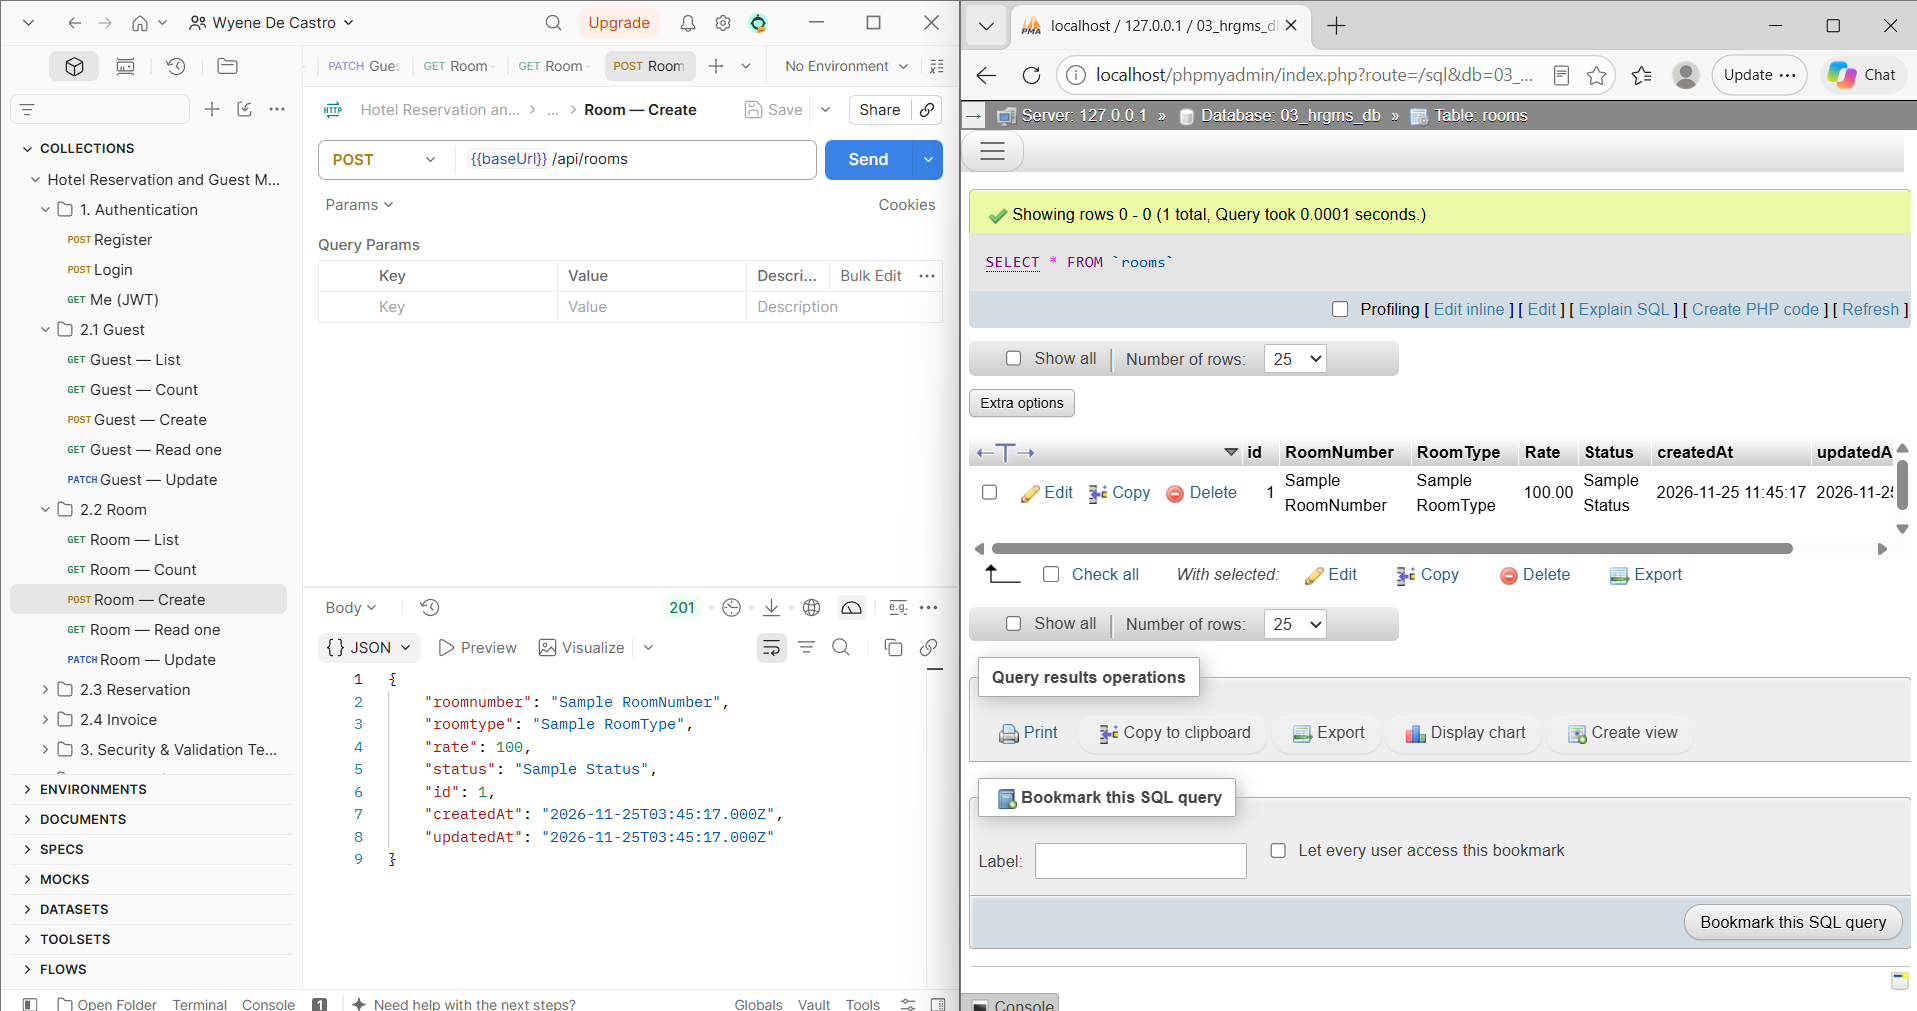 Wyene De Castro
Upgrade
PATCH Gues
GET Room -
GET Room -
POST Room
No Environment
Hotel Reservation an... > ... > Room — Create
Save
Share
COLLECTIONS
Hotel Reservation and Guest M...
1. Authentication
POST Register
POST Login
GET Me (JWT)
2.1 Guest
GET Guest — List
GET Guest — Count
POST Guest — Create
GET Guest — Read one
PATCH Guest — Update
2.2 Room
GET Room — List
GET Room — Count
POST Room — Create
GET Room — Read one
PATCH Room — Update
2.3 Reservation
2.4 Invoice
3. Security & Validation Te...
ENVIRONMENTS
DOCUMENTS
SPECS
MOCKS
DATASETS
TOOLSETS
FLOWS
HTTP
POST
{{baseUrl}} /api/rooms
Send
Params
Cookies
Query Params
Key Value Descri... Bulk Edit
Key Value Description
Body
201
e.g.
{} JSON
Preview
Visualize
1 {
2 "roomnumber": "Sample RoomNumber",
3 "roomtype": "Sample RoomType",
4 "rate": 100,
5 "status": "Sample Status",
6 "id": 1,
7 "createdAt": "2026-11-25T03:45:17.000Z",
8 "updatedAt": "2026-11-25T03:45:17.000Z"
9 }
Open Folder
Terminal
Console
1
Need help with the next steps?
Globals
Vault
Tools
PMA
localhost / 127.0.0.1 / 03_hrgms_d
localhost/phpmyadmin/index.php?route=/sql&db=03_...
Update
Chat
Server: 127.0.0.1 » Database: 03_hrgms_db » Table: rooms
Showing rows 0 - 0 (1 total, Query took 0.0001 seconds.)
SELECT * FROM `rooms`
Profiling [ Edit inline ] [ Edit ] [ Explain SQL ] [ Create PHP code ] [ Refresh ]
Show all
Number of rows: 25
Extra options
←T→
id RoomNumber RoomType Rate Status createdAt updatedA
Edit Copy Delete 1 Sample RoomNumber Sample RoomType 100.00 Sample Status 2026-11-25 11:45:17 2026-11-25
Check all With selected: Edit Copy Delete Export
Show all
Number of rows: 25
Query results operations
Print Copy to clipboard Export Display chart Create view
Bookmark this SQL query
Label:
Let every user access this bookmark
Bookmark this SQL query
Console